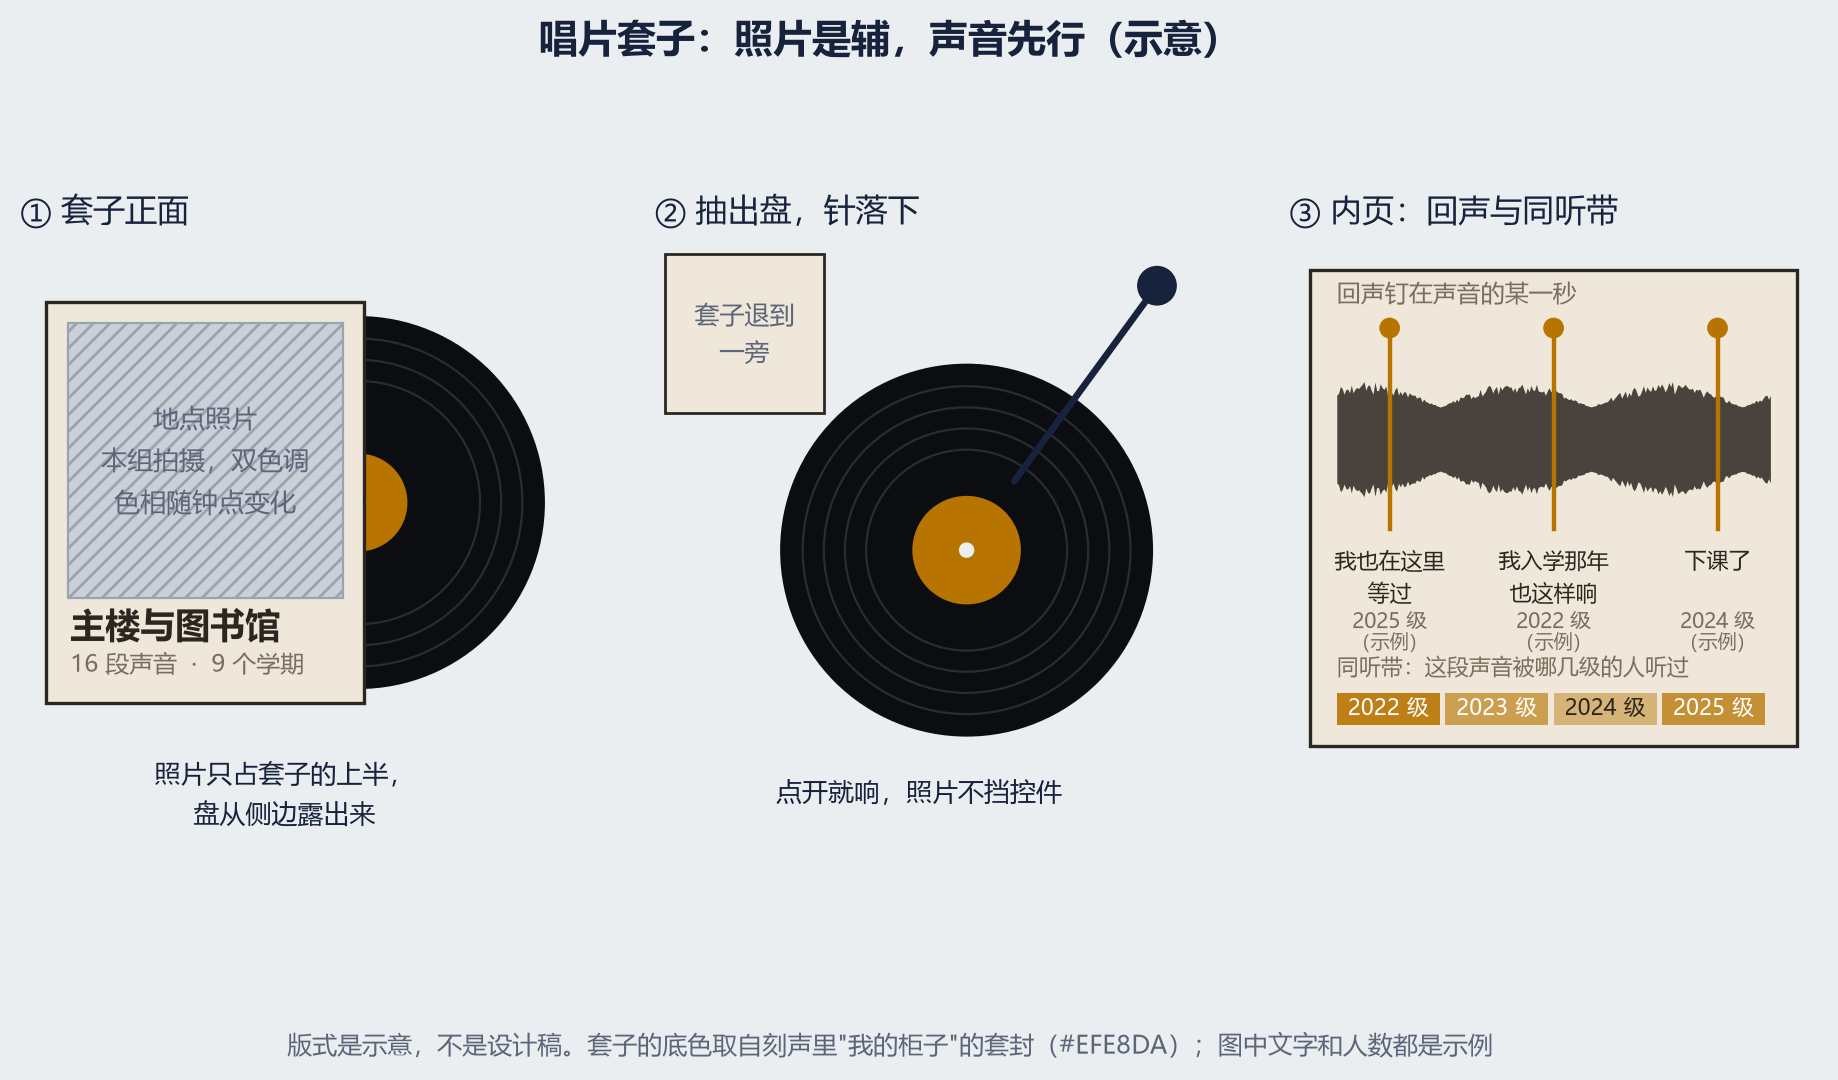 唱片套子：照片是辅，声音先行（示意）
① 套子正面
地点照片
本组拍摄，双色调
色相随钟点变化
主楼与图书馆
16 段声音 · 9 个学期
照片只占套子的上半，
盘从侧边露出来
② 抽出盘，针落下
套子退到
一旁
点开就响，照片不挡控件
③ 内页：回声与同听带
回声钉在声音的某一秒
我也在这里
等过
2025 级
(示例)
我入学那年
也这样响
2022 级
(示例)
下课了
2024 级
(示例)
同听带：这段声音被哪几级的人听过
2022 级
2023 级
2024 级
2025 级
版式是示意，不是设计稿。套子的底色取自刻声里"我的柜子"的套封（#EFE8DA）；图中文字和人数都是示例